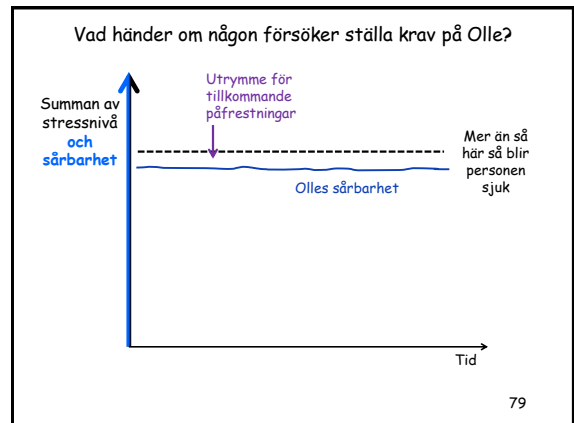 Vad händer om någon försöker ställa krav på Olle?
Utrymme för
tillkommande
påfrestningar
Summan av
stressnivå
och
sårbarhet
Mer än så
här så blir
personen
sjuk
Olles sårbarhet
Tid
79